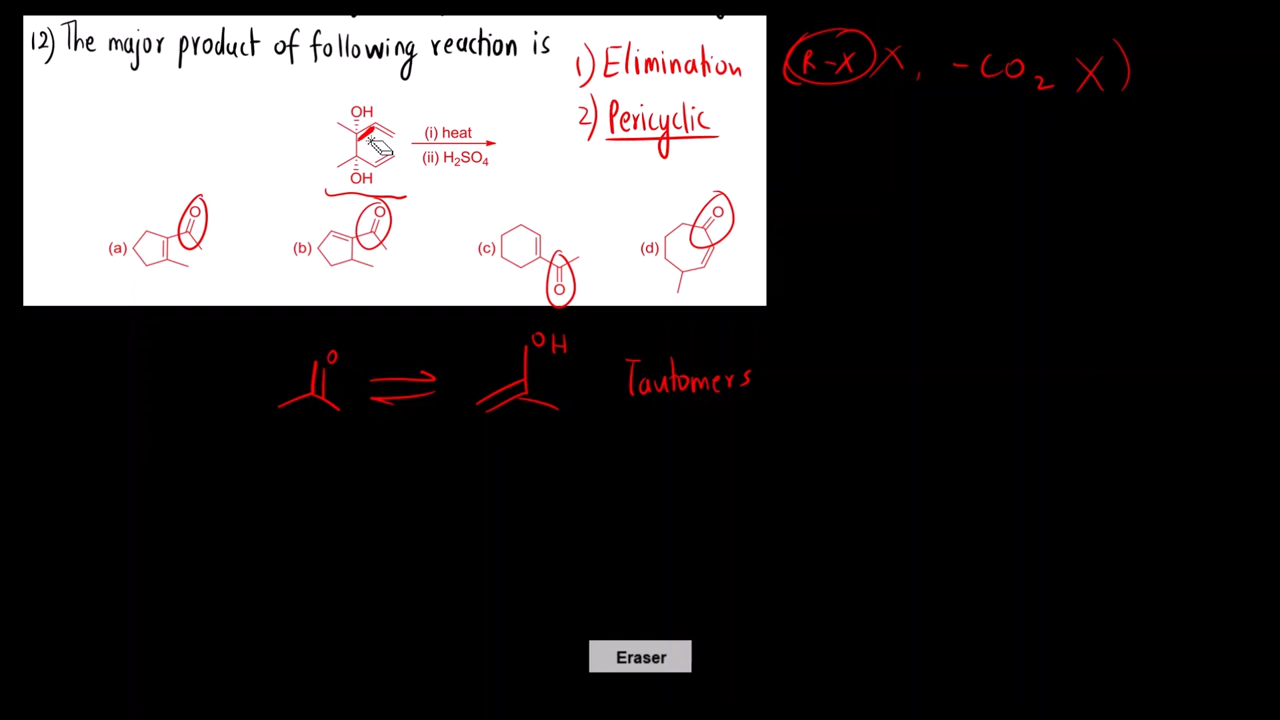 12) The major product of following reaction is
1) Elimination (R-X) X, -CO2 X)
2) Pericyclic
OH
(i) heat
(ii) H2SO4
OH
(a) O (b) O (c) O (d) O
O OH Tautomers
Eraser